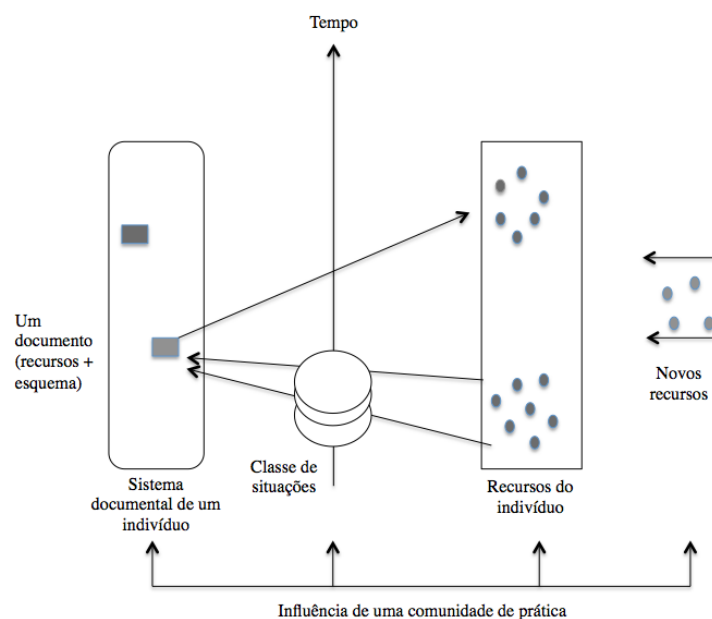 Tempo
Um
documento
(recursos +
esquema)
Novos
recursos
Classe de
situações
Sistema
documental de um
indivíduo
Recursos do
indivíduo
Influência de uma comunidade de prática